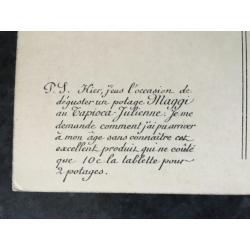 P.S. Hier, j'eus l'occasion de
déguster un potage Maggi
au Tapioca-Julienne. Je me
demande comment j'ai pu arriver
à mon âge sans connaître cet
excellent produit qui ne coûte
que 10c la tablette pour
2 potages.